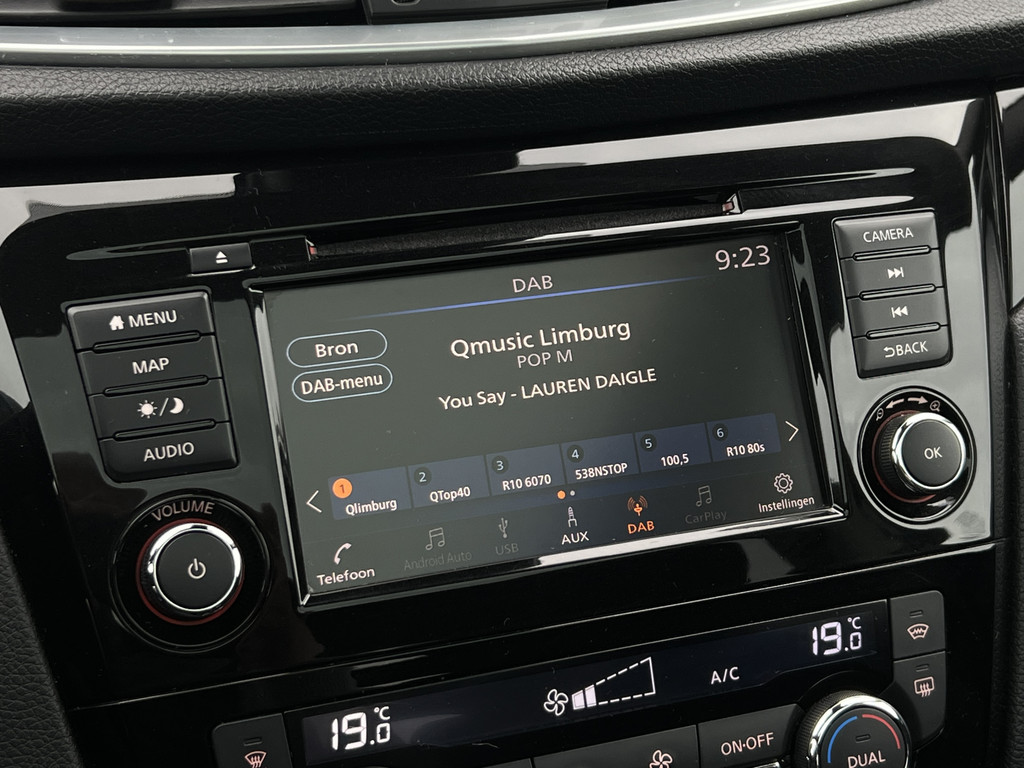 CAMERA
9:23
DAB
MENU
Qmusic Limburg
Bron
POP M
BACK
MAP
DAB-menu
You Say - LAUREN DAIGLE
AUDIO
1 2 3 4 5 6
Qlimburg QTop40 R10 6070 538NSTOP 100,5 R10 80s
OK
VOLUME
Telefoon Android Auto USB AUX DAB CarPlay Instellingen
19.0°C A/C 19.0°C
ON·OFF
DUAL